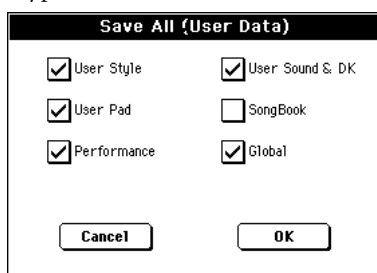 Save All (User Data)
User Style
User Sound & DK
User Pad
SongBook
Performance
Global
Cancel
OK